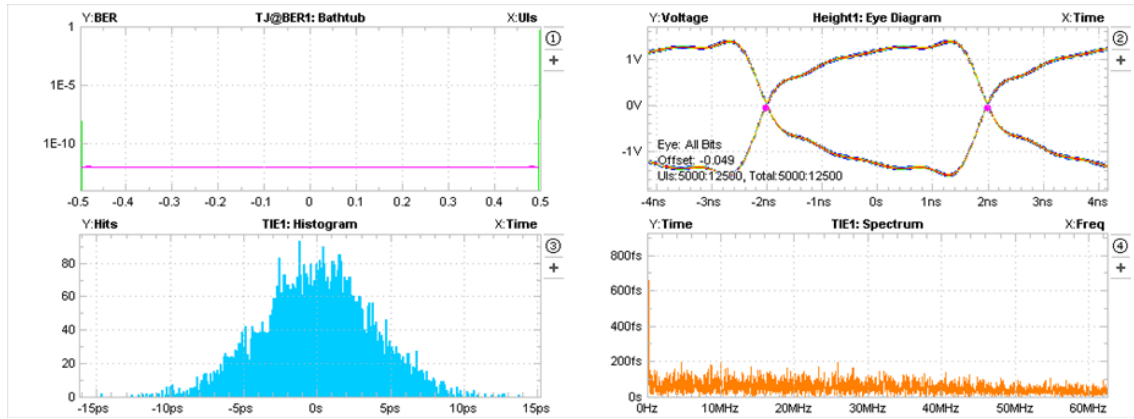 Y:BER TJ@BER1: Bathtub X:UIs
1
1E-5
1E-10
-0.5 -0.4 -0.3 -0.2 -0.1 0 0.1 0.2 0.3 0.4 0.5
①
+
Y:Voltage Height1: Eye Diagram X:Time
1V
0V
-1V
Eye: All Bits
Offset: -0.049
UIs:5000:12500, Total:5000:12500
-4ns -3ns -2ns -1ns 0s 1ns 2ns 3ns 4ns
②
+
Y:Hits TIE1: Histogram X:Time
80
60
40
20
0
-15ps -10ps -5ps 0s 5ps 10ps 15ps
③
+
Y:Time TIE1: Spectrum X:Freq
800fs
600fs
400fs
200fs
0s
0Hz 10MHz 20MHz 30MHz 40MHz 50MHz 60MHz
④
+